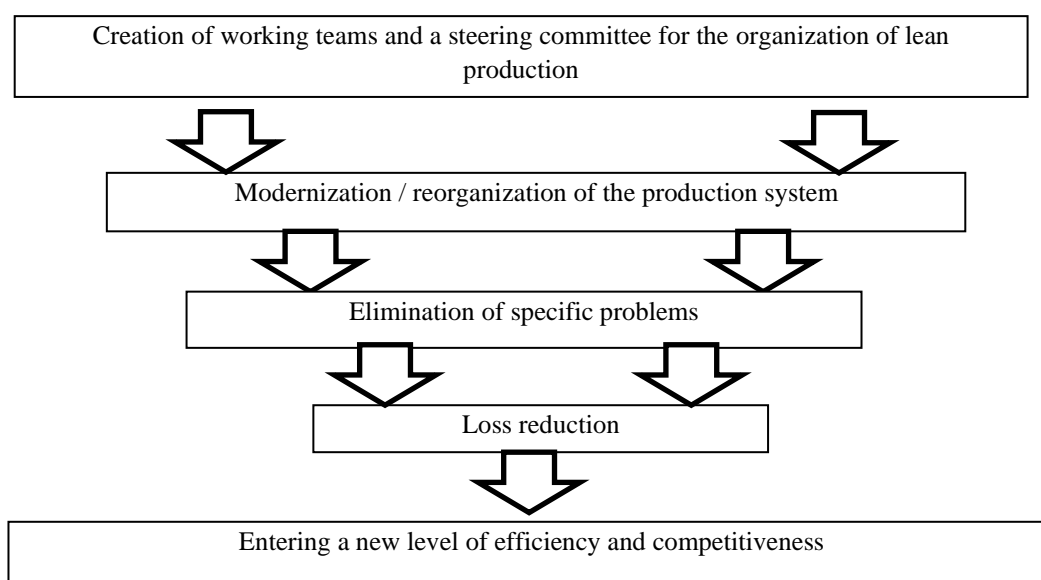 Creation of working teams and a steering committee for the organization of lean
production
Modernization / reorganization of the production system
Elimination of specific problems
Loss reduction
Entering a new level of efficiency and competitiveness